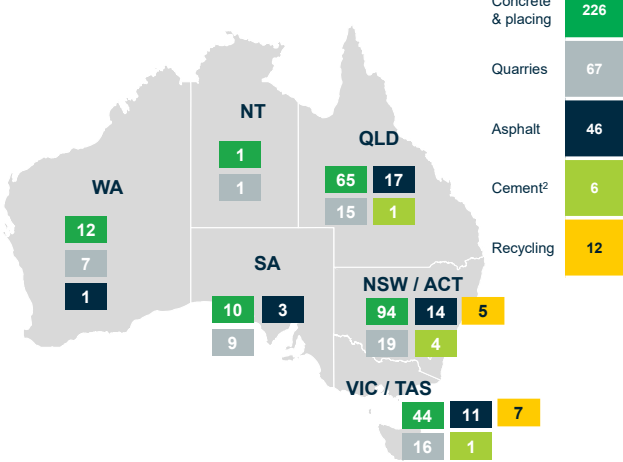 Concrete
& placing
226
Quarries
67
Asphalt
46
Cement²
6
Recycling
12
NT
1
1
QLD
65 17
15 1
WA
12
7
1
SA
10 3
9
NSW / ACT
94 14 5
19 4
VIC / TAS
44 11 7
16 1